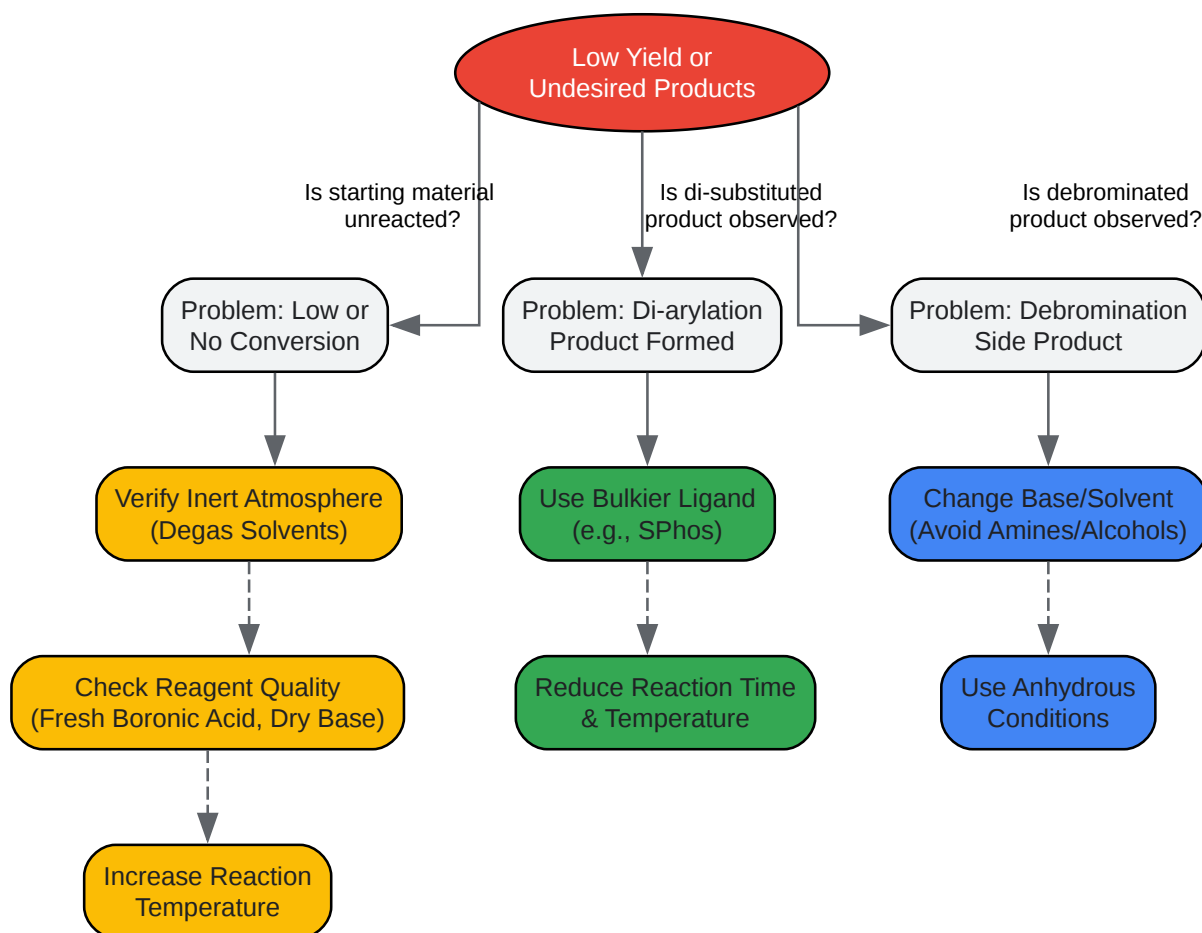 Low Yield or
Undesired Products
Is starting material
unreacted?
Is di-substituted
product observed?
Is debrominated
product observed?
Problem: Low or
No Conversion
Problem: Di-arylation
Product Formed
Problem: Debromination
Side Product
Verify Inert Atmosphere
(Degas Solvents)
Use Bulkier Ligand
(e.g., SPhos)
Change Base/Solvent
(Avoid Amines/Alcohols)
Check Reagent Quality
(Fresh Boronic Acid, Dry Base)
Reduce Reaction Time
& Temperature
Use Anhydrous
Conditions
Increase Reaction
Temperature